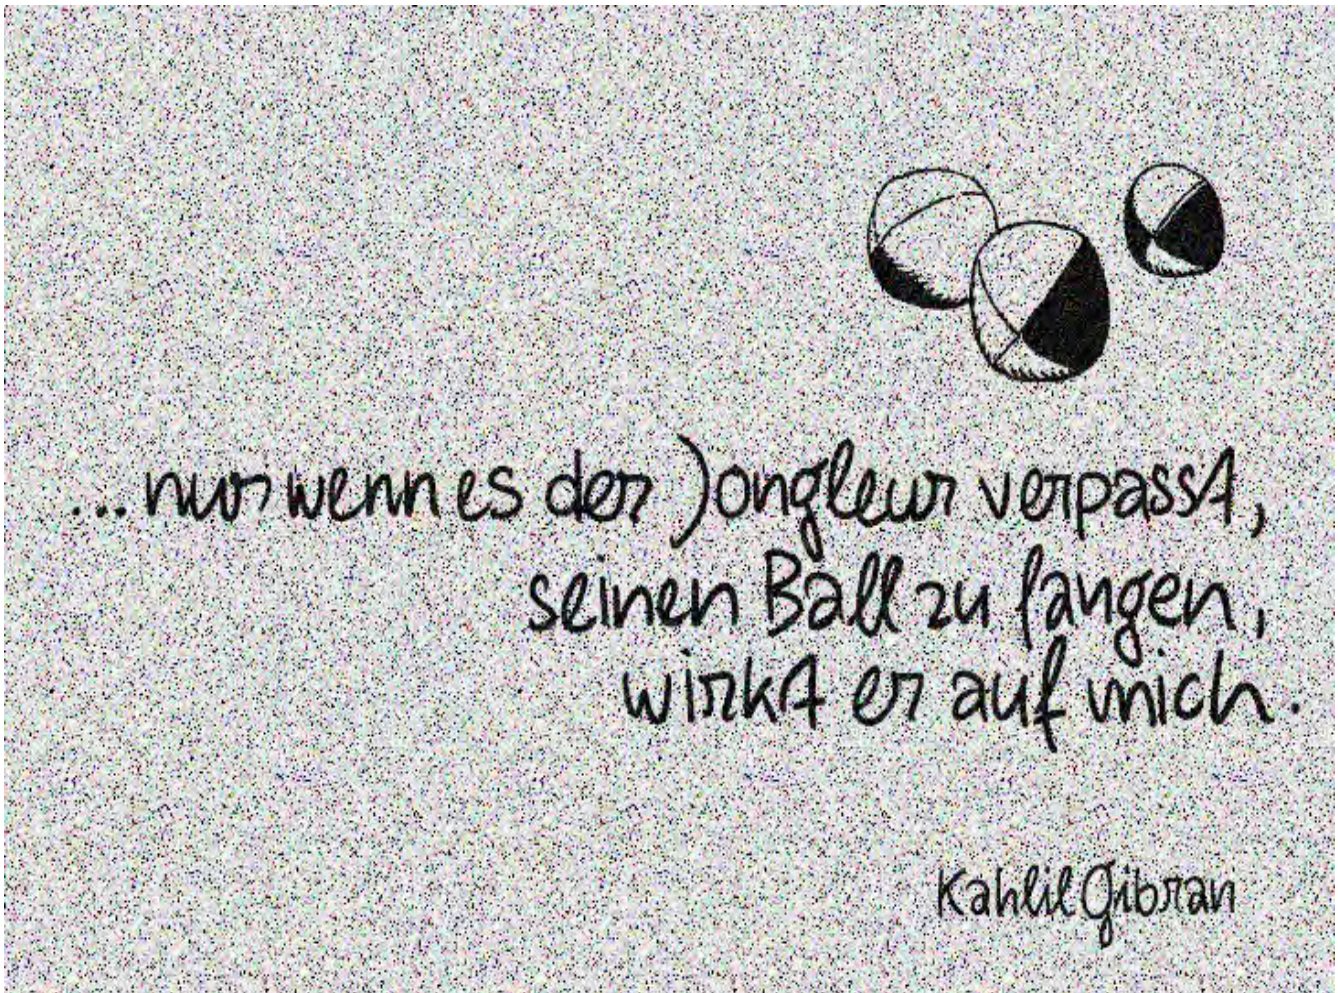 ... nur wenn es der Jongleur verpasst,
seinen Ball zu fangen,
wirkt er auf mich.
Kahlil Gibran